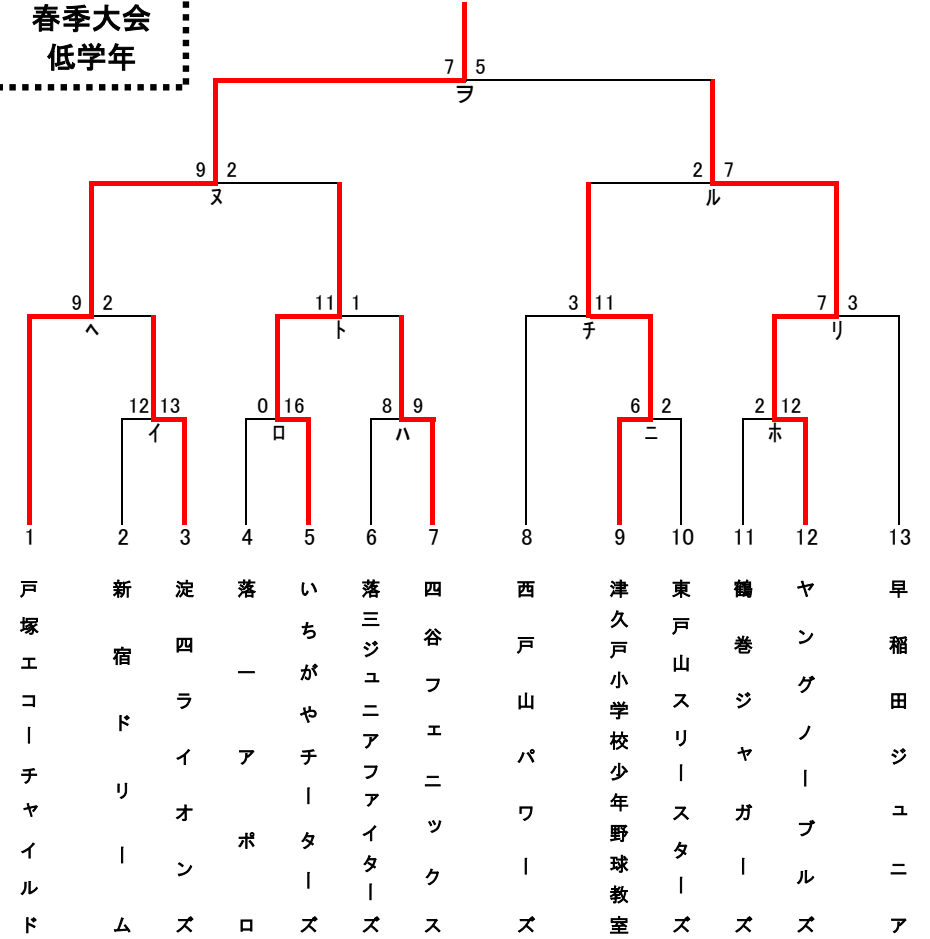 春季大会
低学年
7 5
ヲ
9 2
ヌ
2 7
ル
9 2
ヘ
11 1
ト
3 11
チ
7 3
リ
12 13
イ
0 16
ロ
8 9
ハ
6 2
ニ
2 12
ホ
1 2 3 4 5 6 7 8 9 10 11 12 13
戸塚エコーチャイルド
新宿ドリーム
淀四ライオンズ
落一アポロ
いちがやチーターズ
落三ジュニアファイターズ
四谷フェニックス
西戸山パワーズ
津久戸小学校少年野球教室
東戸山スリースターズ
鶴巻ジャガーズ
ヤングノーブルズ
早稲田ジュニア